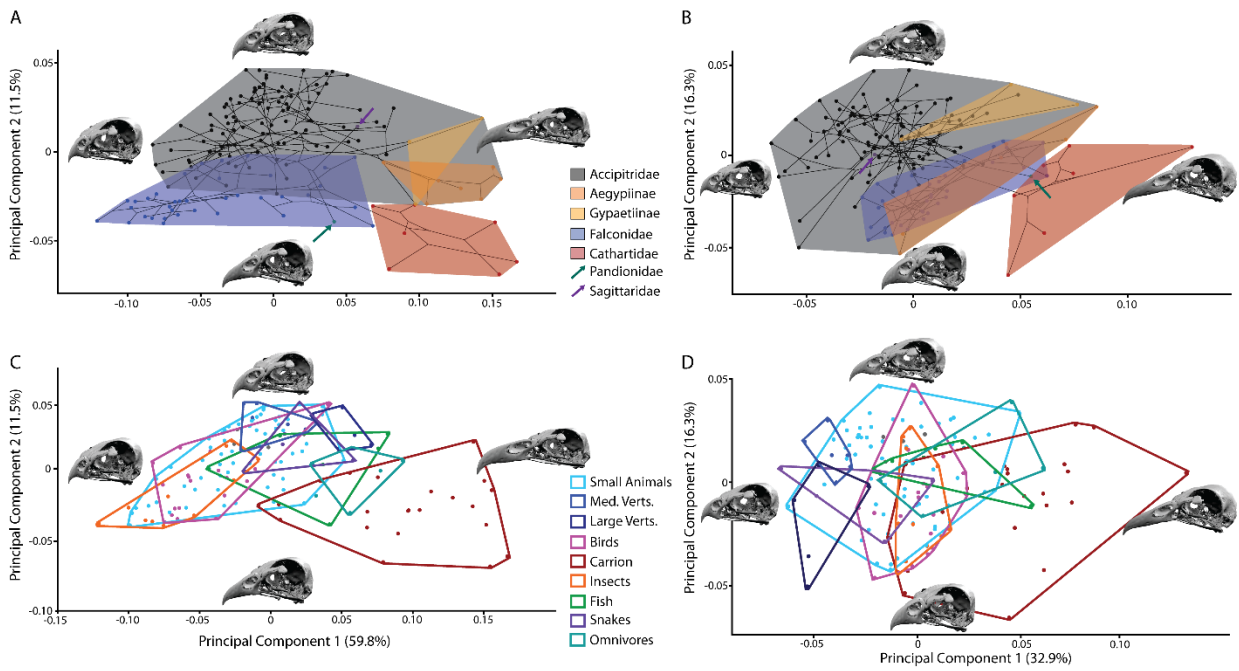 A
Principal Component 2 (11.5%)
0.05
0
-0.05
-0.10
-0.05
0
0.05
0.10
0.15
Accipitridae
Aegypiinae
Gypaetiinae
Falconidae
Cathartidae
Pandionidae
Sagittaridae
B
Principal Component 2 (16.3%)
0.05
0
-0.05
-0.05
0
0.05
0.10
C
Principal Component 2 (11.5%)
0.05
0
-0.05
-0.10
-0.15
-0.10
-0.05
0
0.05
0.10
0.15
Principal Component 1 (59.8%)
Small Animals
Med. Verts.
Large Verts.
Birds
Carrion
Insects
Fish
Snakes
Omnivores
D
Principal Component 2 (16.3%)
0.05
0
-0.05
-0.05
0
0.05
0.10
Principal Component 1 (32.9%)